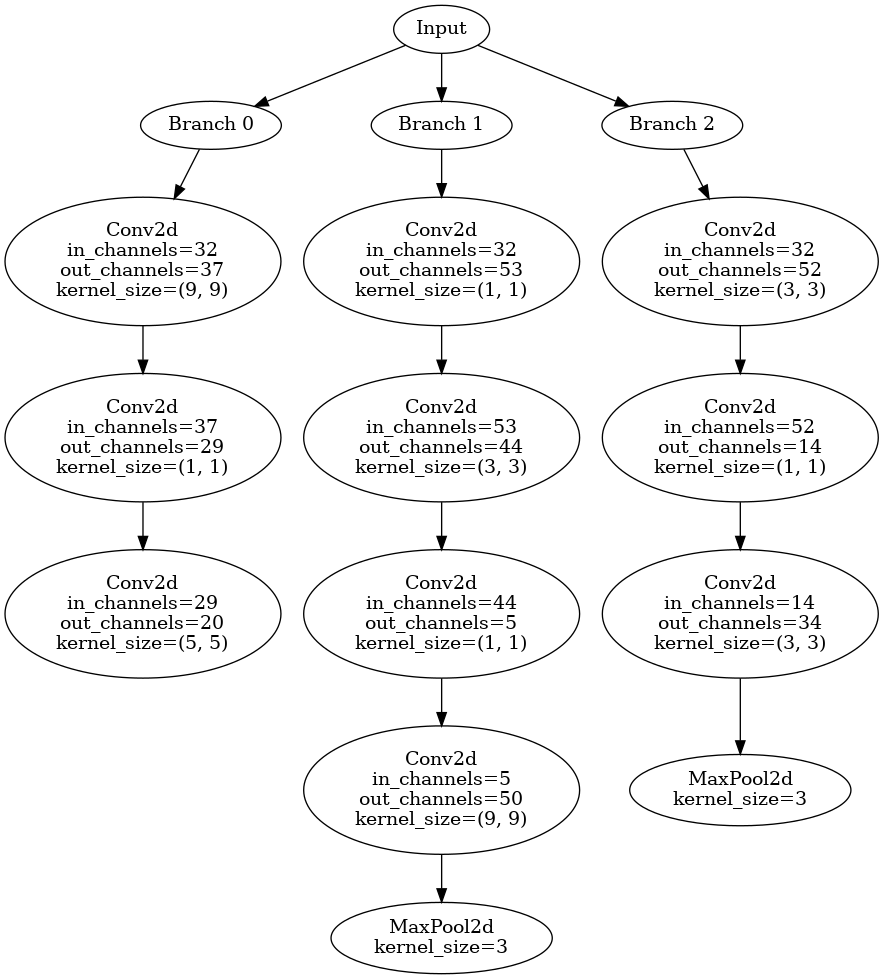 Input
Branch 0
Branch 1
Branch 2
Conv2d
in_channels=32
out_channels=37
kernel_size=(9, 9)
Conv2d
in_channels=32
out_channels=53
kernel_size=(1, 1)
Conv2d
in_channels=32
out_channels=52
kernel_size=(3, 3)
Conv2d
in_channels=37
out_channels=29
kernel_size=(1, 1)
Conv2d
in_channels=53
out_channels=44
kernel_size=(3, 3)
Conv2d
in_channels=52
out_channels=14
kernel_size=(1, 1)
Conv2d
in_channels=29
out_channels=20
kernel_size=(5, 5)
Conv2d
in_channels=44
out_channels=5
kernel_size=(1, 1)
Conv2d
in_channels=14
out_channels=34
kernel_size=(3, 3)
Conv2d
in_channels=5
out_channels=50
kernel_size=(9, 9)
MaxPool2d
kernel_size=3
MaxPool2d
kernel_size=3